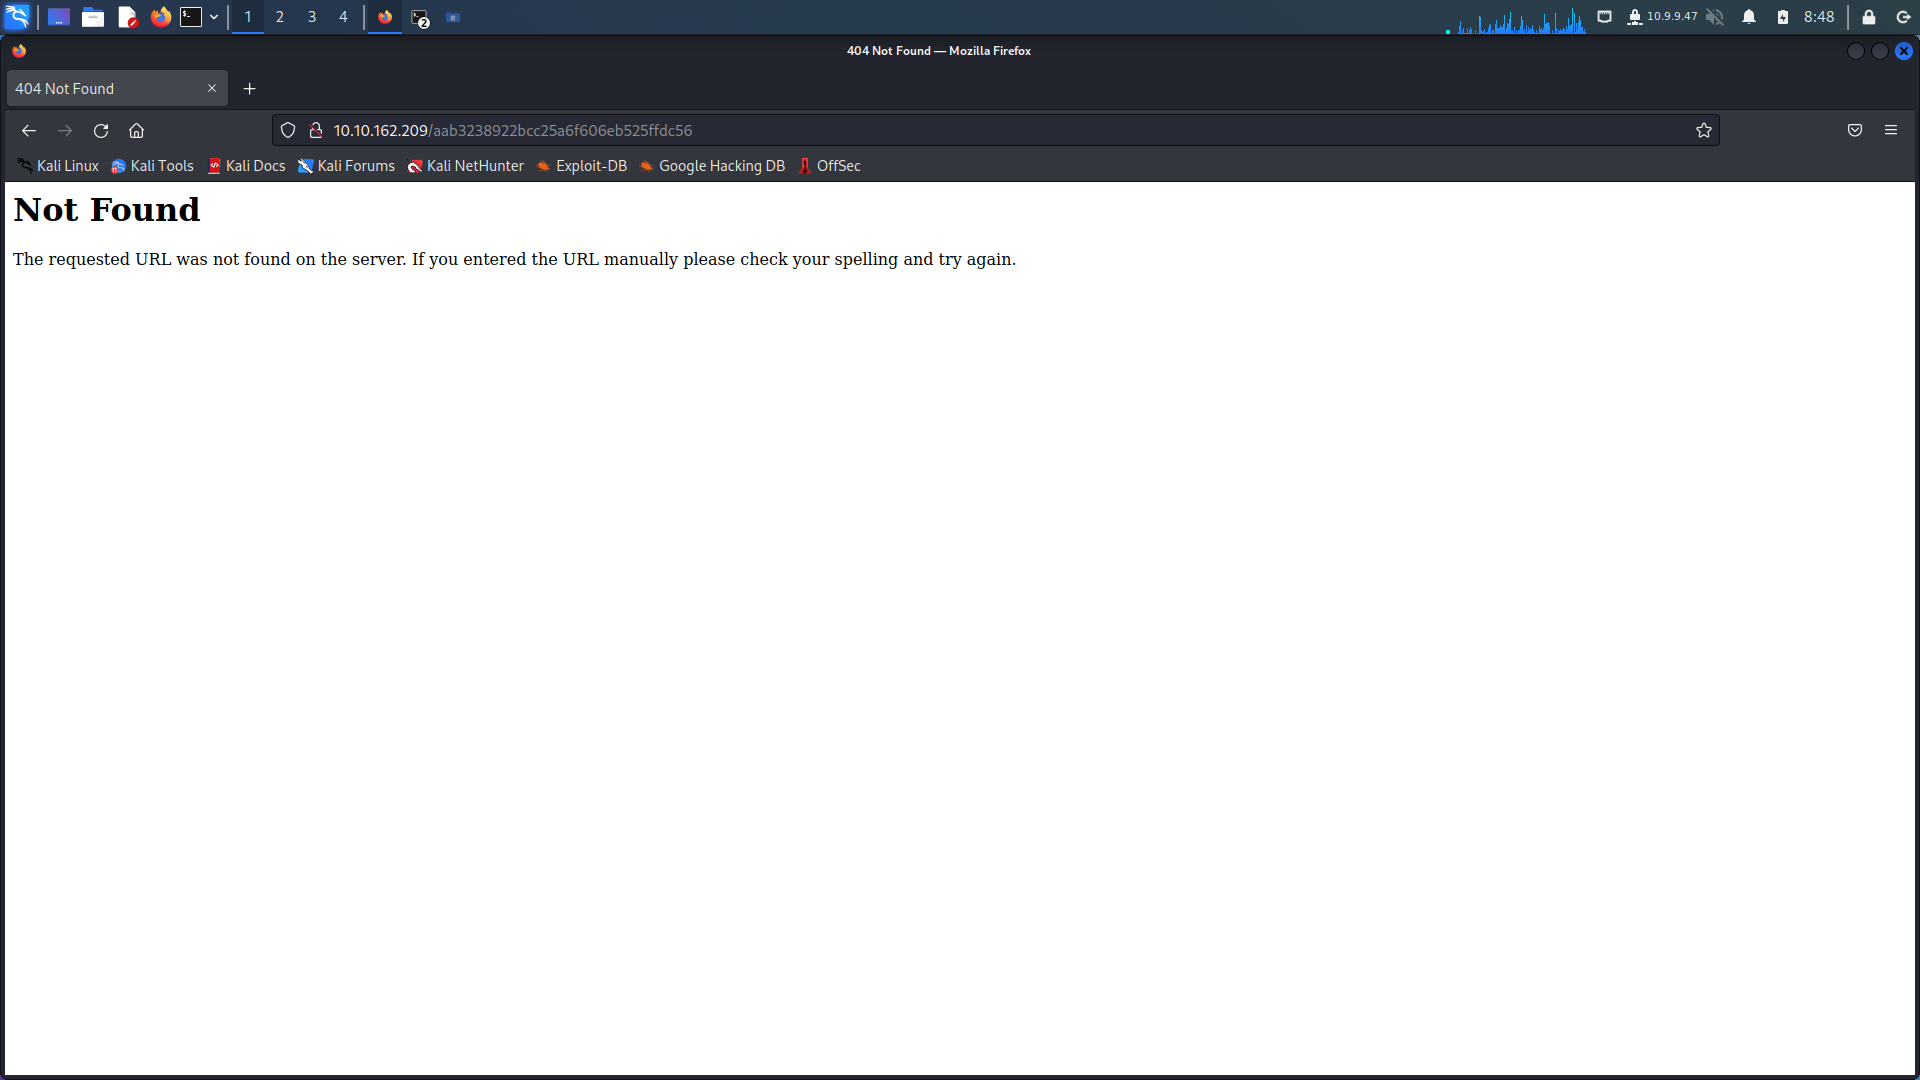 1 2 3 4 2 10.9.9.47 8:48
404 Not Found — Mozilla Firefox
404 Not Found
10.10.162.209/aab3238922bcc25a6f606eb525ffdc56
Kali Linux Kali Tools Kali Docs Kali Forums Kali NetHunter Exploit-DB Google Hacking DB OffSec
Not Found
The requested URL was not found on the server. If you entered the URL manually please check your spelling and try again.